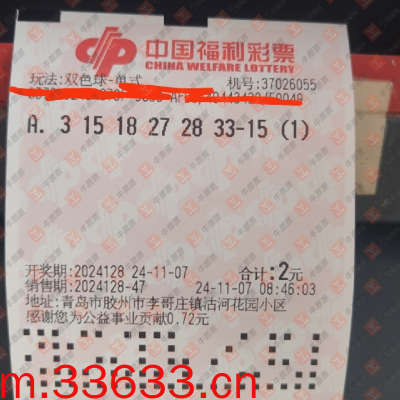 中国福利彩票
CHINA WELFARE LOTTERY
玩法:双色球-单式 机号:37026055
A. 3 15 18 27 28 33-15 (1)
开奖期:2024128 24-11-07 合计:2元
销售期:2024128-47 24-11-07 08:46:03
地址:青岛市胶州市李哥庄镇沽河花园小区
感谢您为公益事业贡献0.72元
m.33633.cn